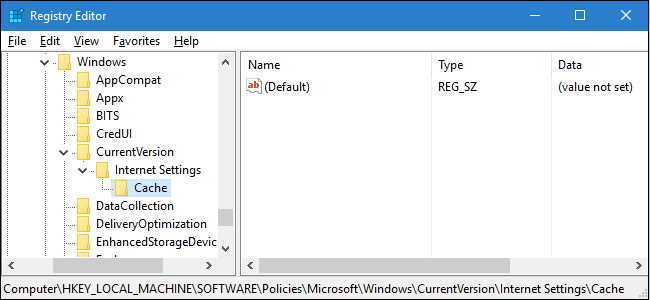 Registry Editor
File Edit View Favorites Help
Windows
AppCompat
Appx
BITS
CredUI
CurrentVersion
Internet Settings
Cache
DataCollection
DeliveryOptimization
EnhancedStorageDevic
Name Type Data
ab (Default) REG_SZ (value not set)
Computer\HKEY_LOCAL_MACHINE\SOFTWARE\Policies\Microsoft\Windows\CurrentVersion\Internet Settings\Cache